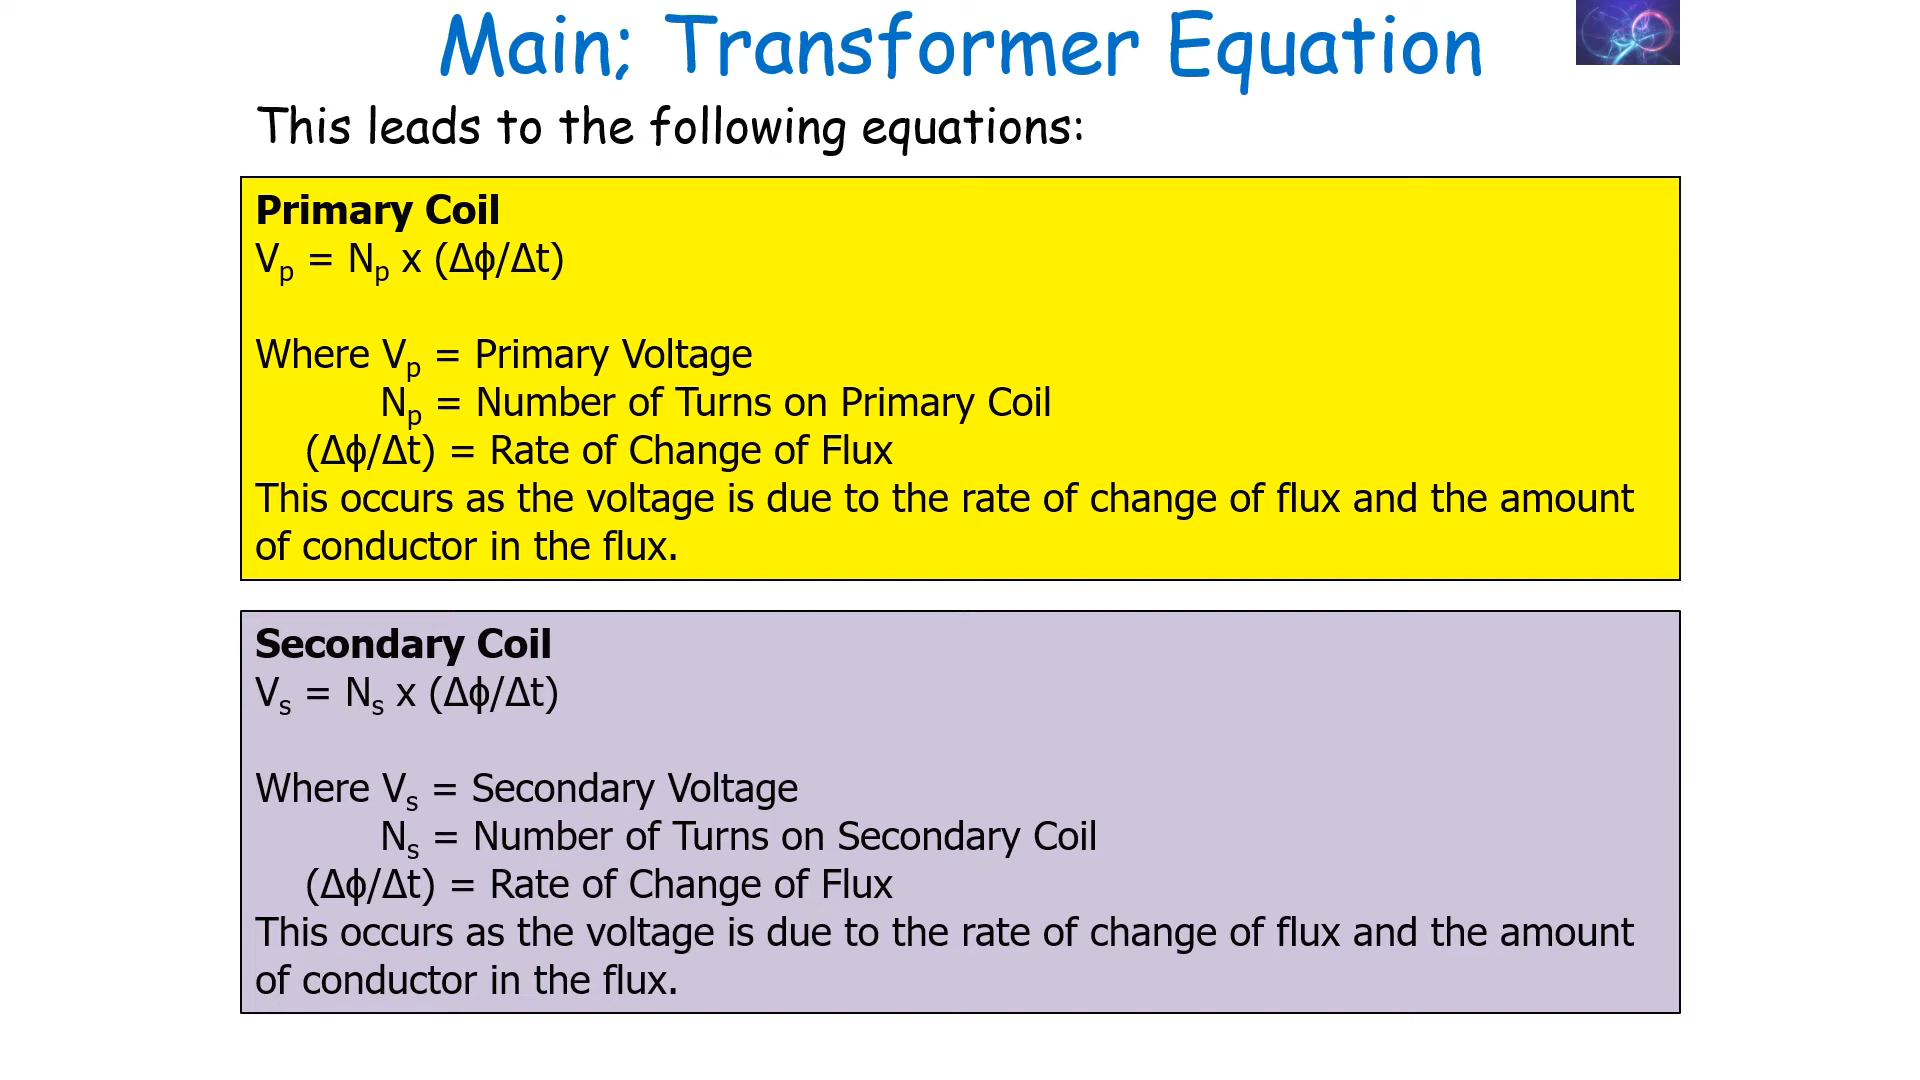 Main; Transformer Equation
This leads to the following equations:
Primary Coil
Vₚ = Nₚ x (Δϕ/Δt)
Where Vₚ = Primary Voltage
Nₚ = Number of Turns on Primary Coil
(Δϕ/Δt) = Rate of Change of Flux
This occurs as the voltage is due to the rate of change of flux and the amount
of conductor in the flux.
Secondary Coil
Vₛ = Nₛ x (Δϕ/Δt)
Where Vₛ = Secondary Voltage
Nₛ = Number of Turns on Secondary Coil
(Δϕ/Δt) = Rate of Change of Flux
This occurs as the voltage is due to the rate of change of flux and the amount
of conductor in the flux.